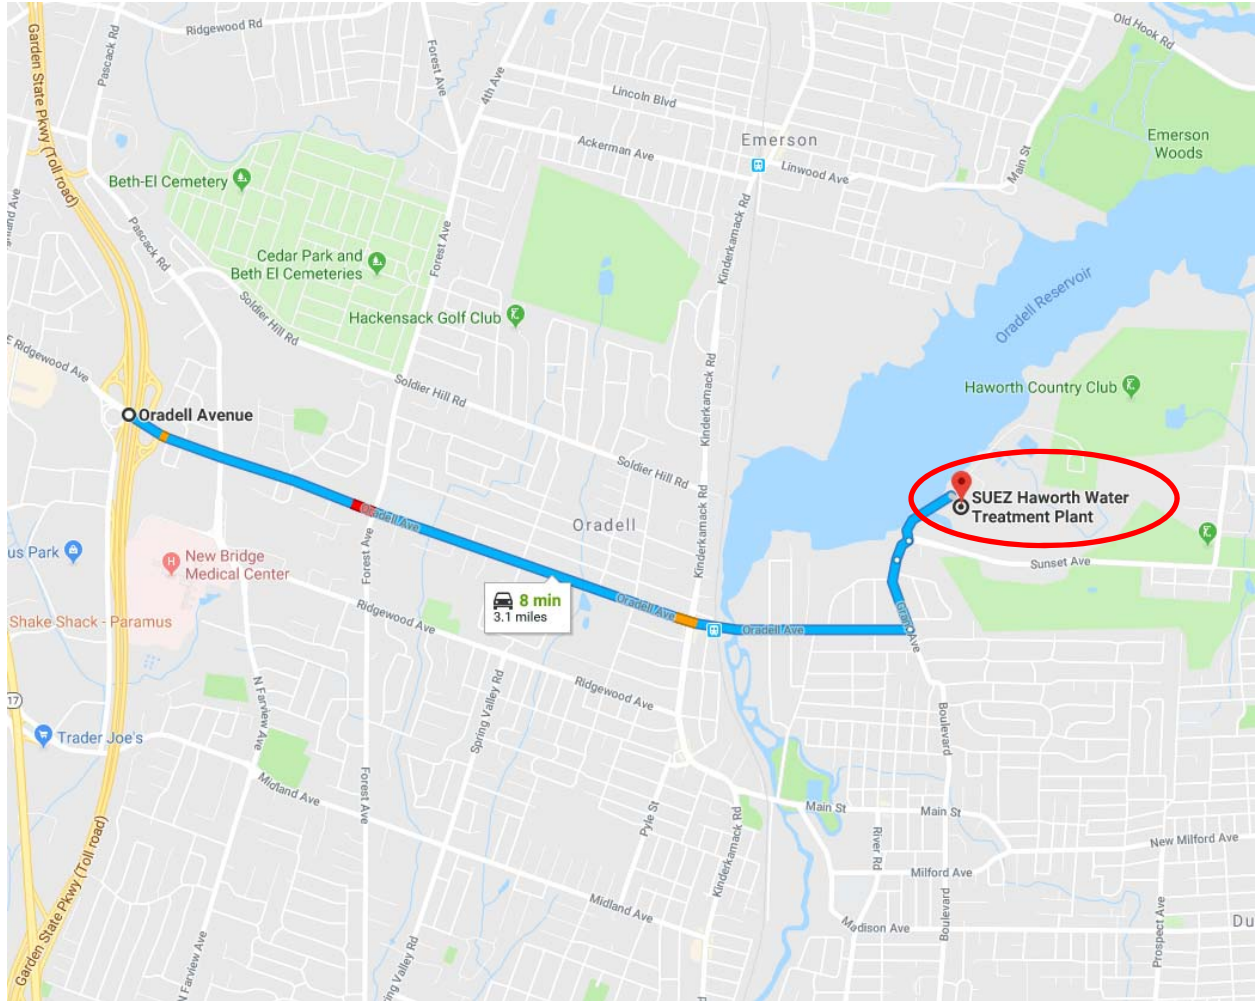 Old Hook Rd
Ridgewood Rd
Garden State Pkwy (Toll road)
Pascack Rd
Forest Ave
4th Ave
Lincoln Blvd
Emerson
Ackerman Ave
Linwood Ave
Main St
Emerson
Woods
Beth-El Cemetery
Pascack Rd
Forest Ave
Kinderkamack Rd
Cedar Park and
Beth El Cemeteries
Soldier Hill Rd
Hackensack Golf Club
Oradell Reservoir
E Ridgewood Ave
Soldier Hill Rd
Kinderkamack Rd
Haworth Country Club
Oradell Avenue
Soldier Hill Rd
Kinderkamack Rd
SUEZ Haworth Water
Treatment Plant
Oradell Ave
Oradell
Forest Ave
us Park
New Bridge
Medical Center
Sunset Ave
8 min
3.1 miles
Oradell Ave
Oradell Ave
Grand Ave
Shake Shack - Paramus
Ridgewood Ave
Ridgewood Ave
N Farview Ave
Spring Valley Rd
17
Trader Joe's
Boulevard
Midland Ave
Forest Ave
Pyle St
Main St
Main St
River Rd
New Milford Ave
Kinderkamack Rd
Milford Ave
Garden State Pkwy (Toll road)
Midland Ave
Madison Ave
Boulevard
Prospect Ave
Du
N Farview Ave
Spring Valley Rd